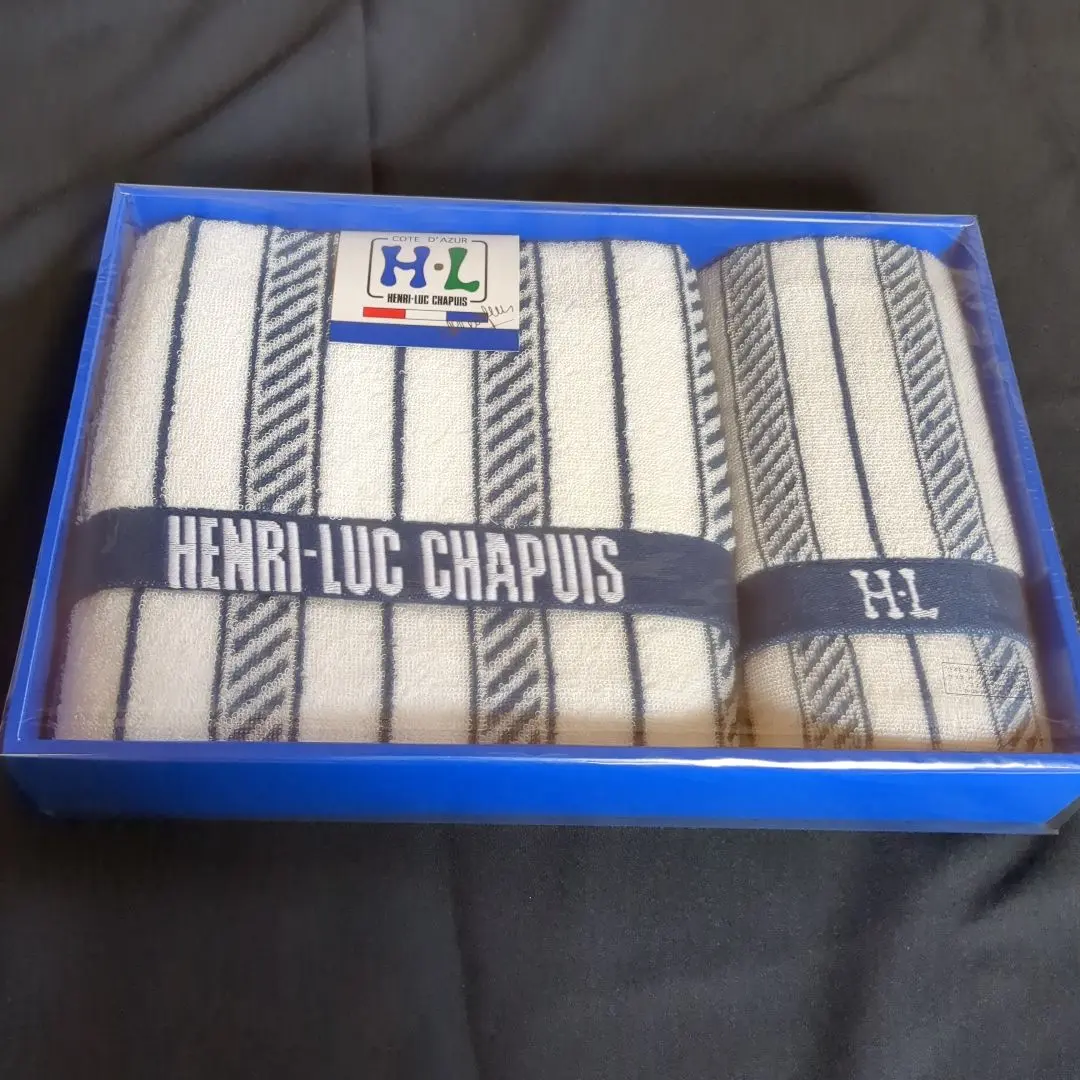 COTE D'AZUR
H·L
HENRI·LUC CHAPUIS
HENRI-LUC CHAPUIS
H·L